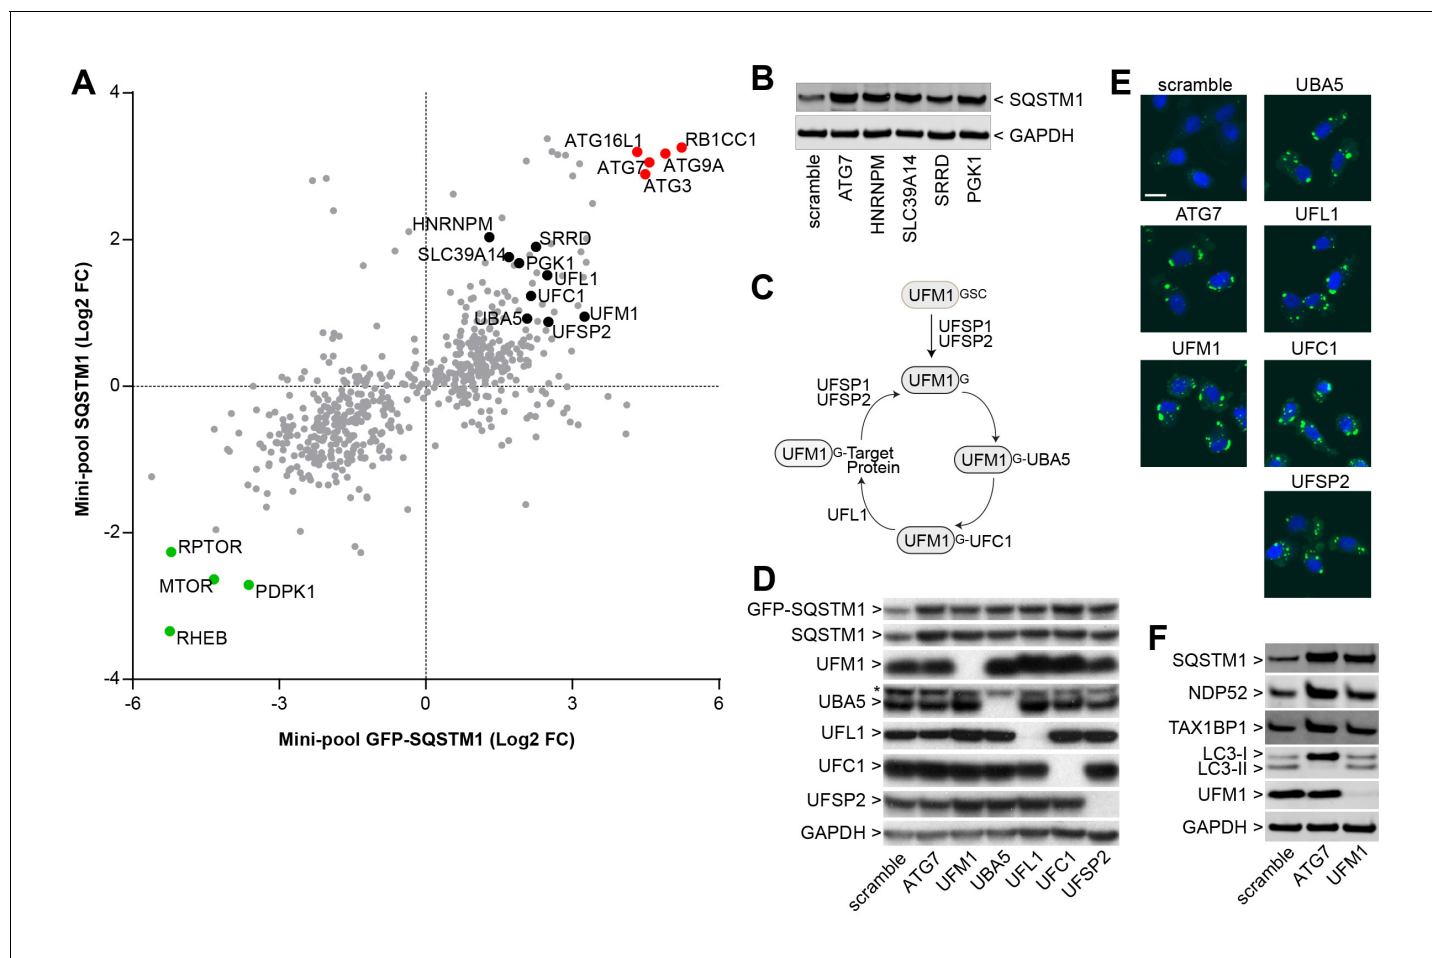 A
4
2
0
-2
-4
-6
-3
0
3
6
Mini-pool SQSTM1 (Log2 FC)
Mini-pool GFP-SQSTM1 (Log2 FC)
ATG16L1
RB1CC1
ATG7
ATG9A
ATG3
HNRNPM
SRRD
SLC39A14
PGK1
UFL1
UFC1
UBA5
UFM1
UFSP2
RPTOR
MTOR
PDPK1
RHEB
B
< SQSTM1
< GAPDH
scramble
ATG7
HNRNPM
SLC39A14
SRRD
PGK1
C
UFM1 GSC
UFSP1
UFSP2
UFM1 G
UFSP1
UFSP2
UFM1 G-Target
Protein
UFM1 G-UBA5
UFL1
UFM1 G-UFC1
D
GFP-SQSTM1 >
SQSTM1 >
UFM1 >
*
UBA5 >
UFL1 >
UFC1 >
UFSP2 >
GAPDH >
scramble
ATG7
UFM1
UBA5
UFL1
UFC1
UFSP2
E
scramble
UBA5
ATG7
UFL1
UFM1
UFC1
UFSP2
F
SQSTM1 >
NDP52 >
TAX1BP1 >
LC3-I >
LC3-II >
UFM1 >
GAPDH >
scramble
ATG7
UFM1